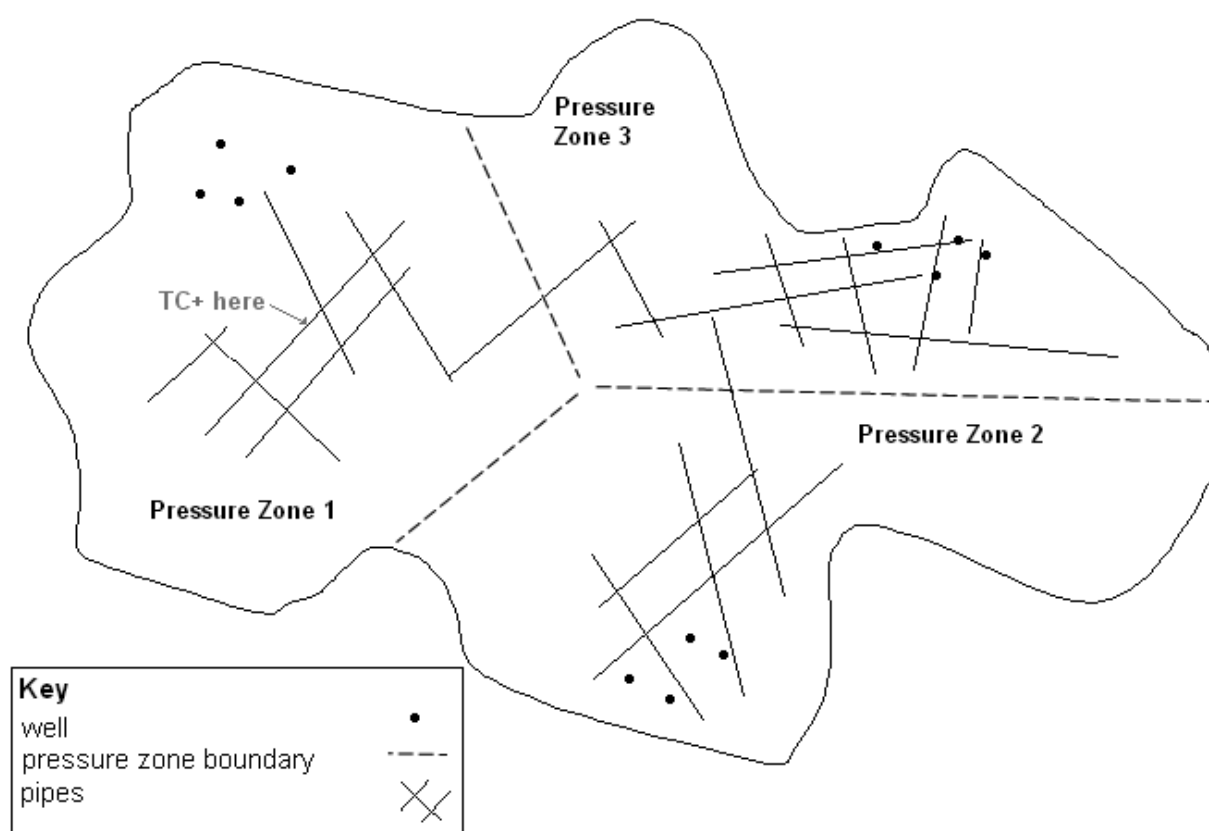 Pressure
Zone 3
TC+ here
Pressure Zone 2
Pressure Zone 1
Key
well
pressure zone boundary
pipes